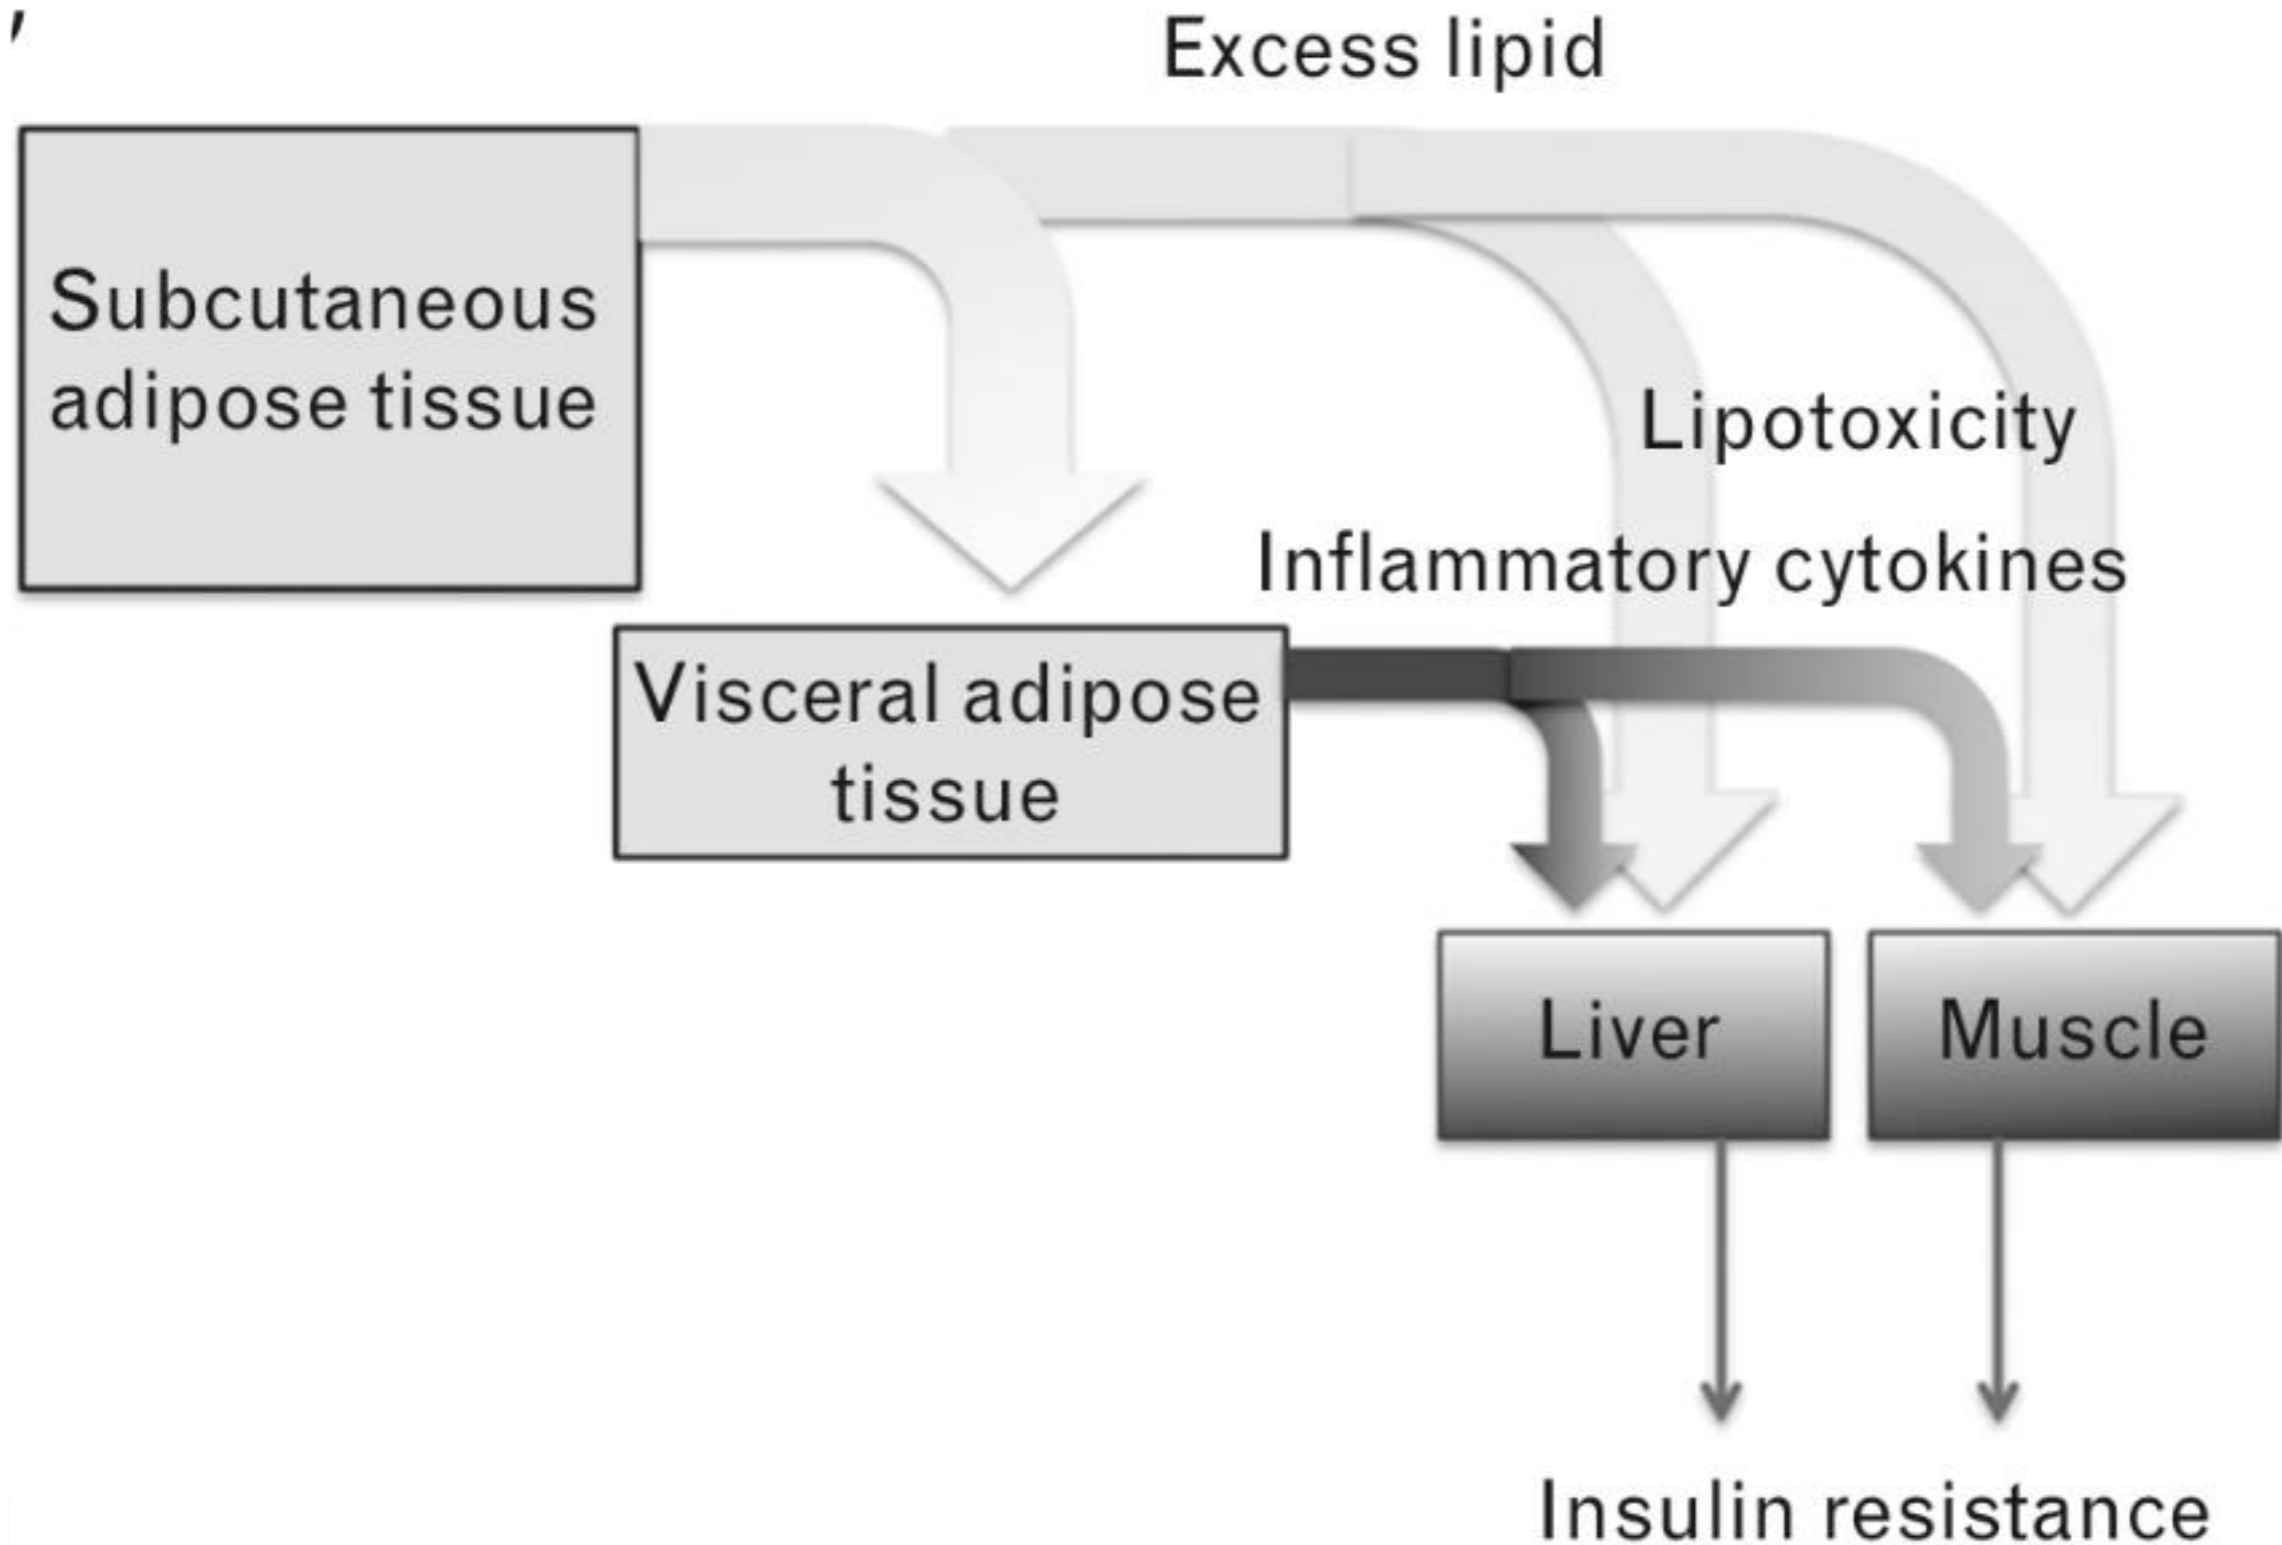 Excess lipid
Subcutaneous
adipose tissue
Lipotoxicity
Inflammatory cytokines
Visceral adipose
tissue
Liver
Muscle
Insulin resistance